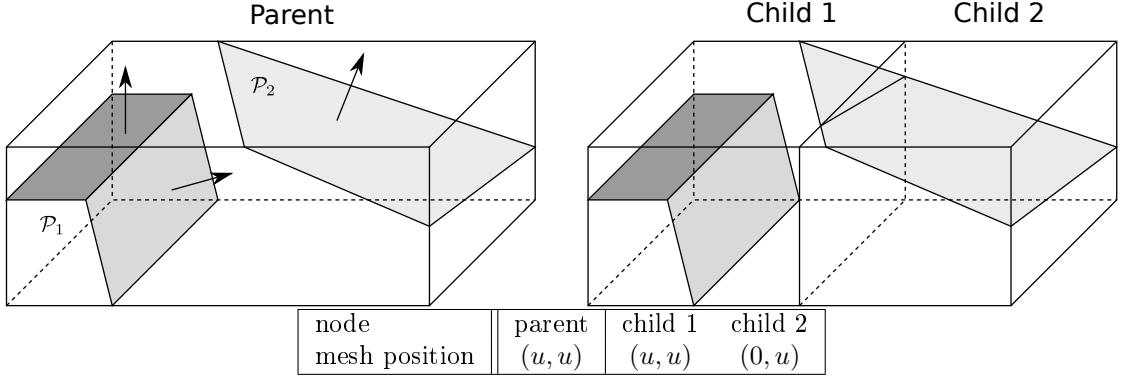 Parent
Child 1 Child 2
𝒫₂
𝒫₁
node parent child 1 child 2
mesh position (u, u) (u, u) (0, u)